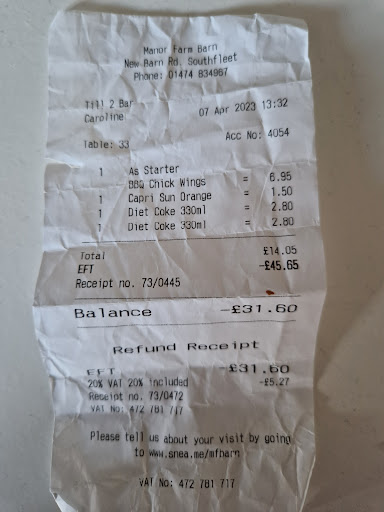 Manor Farm Barn
New Barn Rd, Southfleet
Phone: 01474 834967
Till 2 Bar 07 Apr 2023 13:32
Caroline
Acc No: 4054
Table: 33
1 As Starter
BBQ Chick Wings = 6.95
1 Capri Sun Orange = 1.50
1 Diet Coke 330ml = 2.80
1 Diet Coke 330ml = 2.80
Total £14.05
EFT -£45.65
Receipt no. 73/0445
Balance -£31.60
Refund Receipt
EFT -£31.60
20% VAT 20% included -£5.27
Receipt no. 73/0472
VAT No: 472 781 717
Please tell us about your visit by going
to www.snea.me/mfbarn
VAT No: 472 781 717